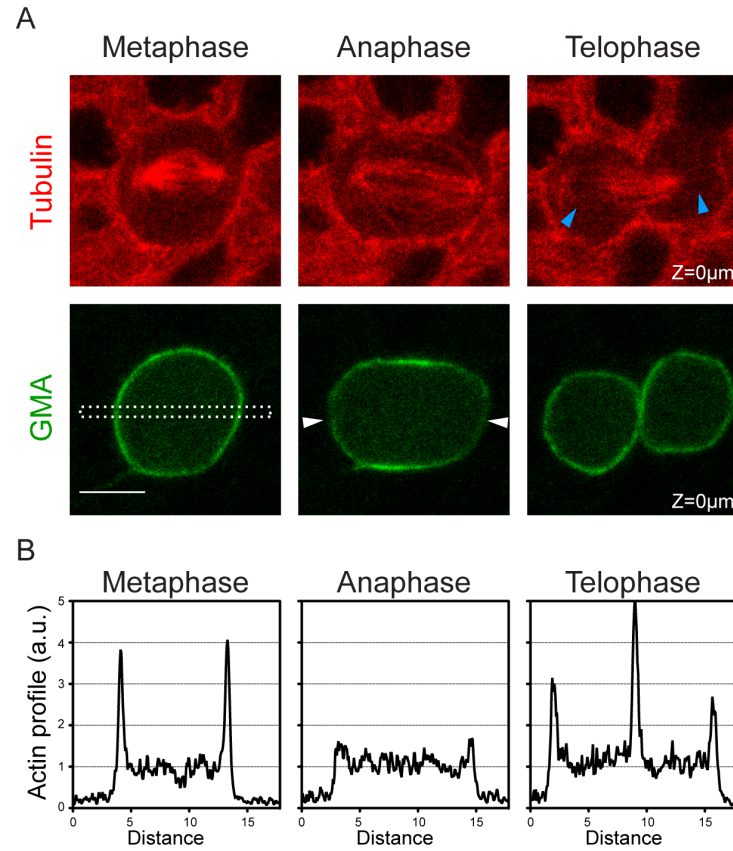 A
Metaphase
Anaphase
Telophase
Tubulin
Z=0µm
GMA
Z=0µm
B
Metaphase
Anaphase
Telophase
Actin profile (a.u.)
5
4
3
2
1
0
0 5 10 15
0 5 10 15
0 5 10 15
Distance
Distance
Distance